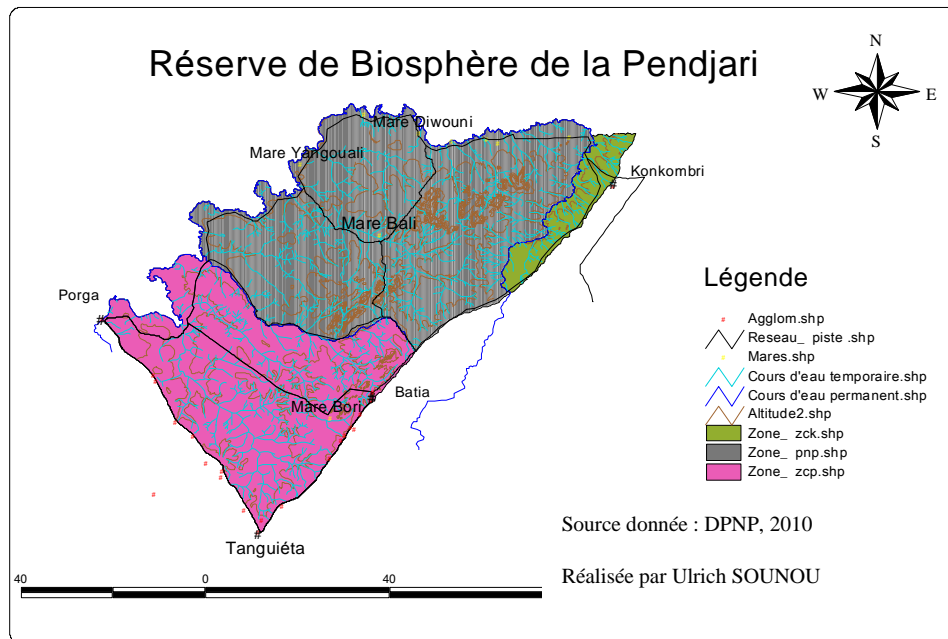 Réserve de Biosphère de la Pendjari
N
W E
S
Mare Diwouni
Mare Yangouali
Konkombri
Mare Bali
Porga
Batia
Mare Bori
Tanguiéta
Légende
Agglom.shp
Reseau_ piste .shp
Mares.shp
Cours d'eau temporaire.shp
Cours d'eau permanent.shp
Altitude2.shp
Zone_ zck.shp
Zone_ pnp.shp
Zone_ zcp.shp
Source donnée : DPNP, 2010
Réalisée par Ulrich SOUNOU
40 0 40